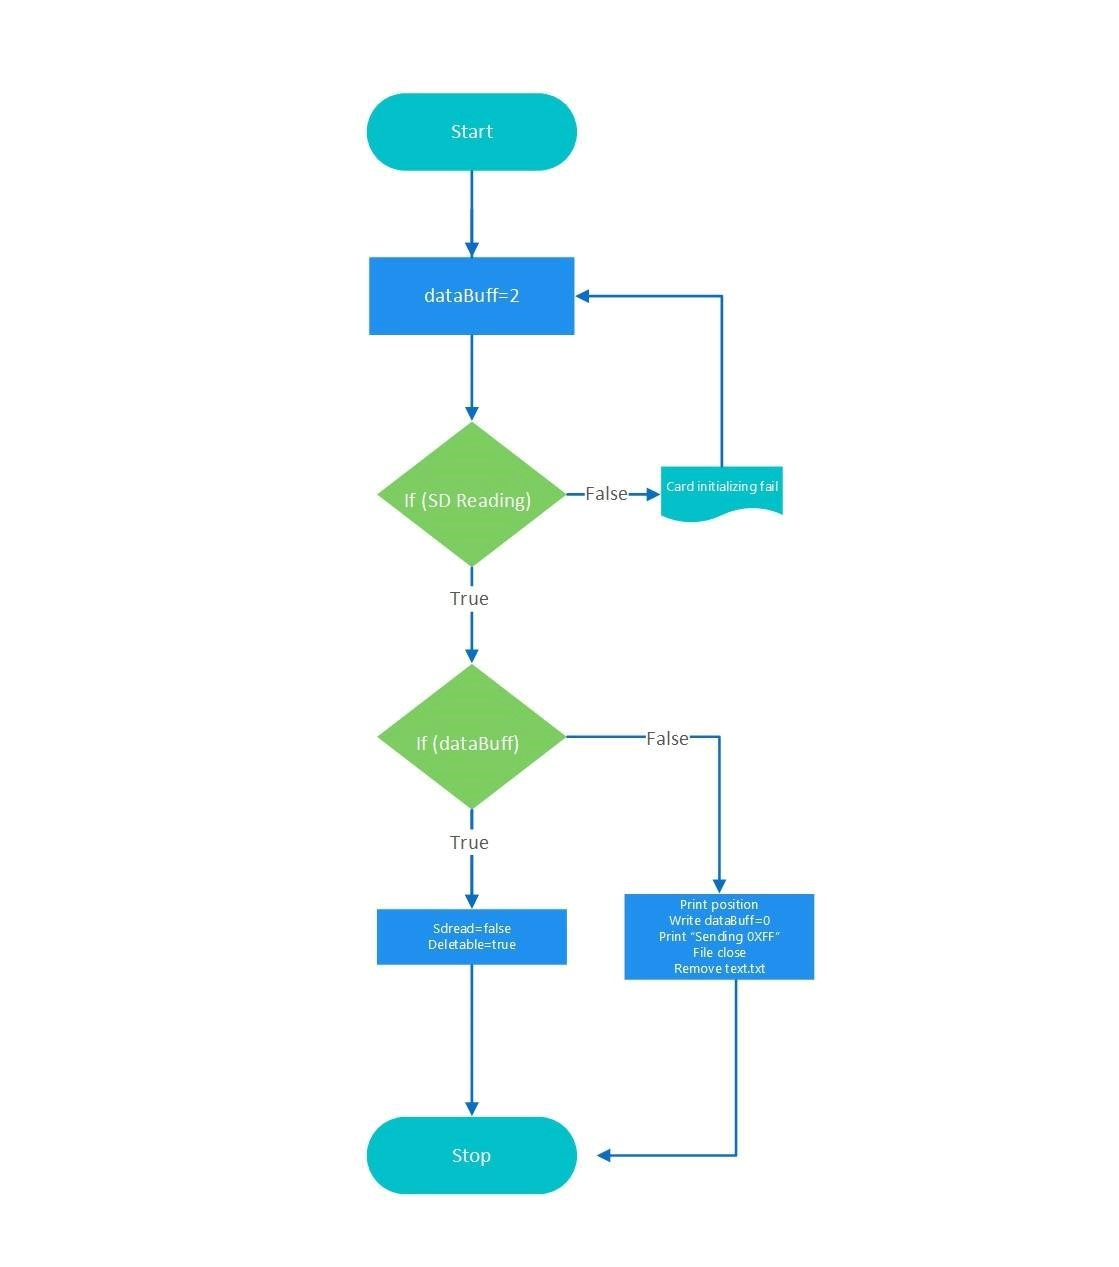 Start
dataBuff=2
If (SD Reading)
False
Card initializing fail
True
If (dataBuff)
False
True
Sdread=false
Deletable=true
Print position
Write dataBuff=0
Print “Sending 0XFF”
File close
Remove text.txt
Stop